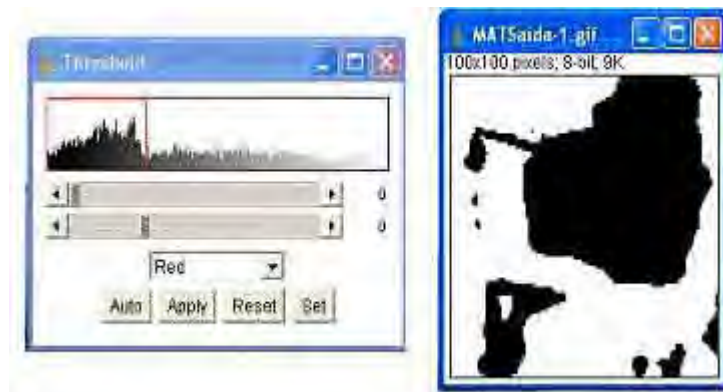 Threshold
0
0
Red
Auto Apply Reset Set
MATSaida-1.gif
100x100 pixels; 8-bit; 9K